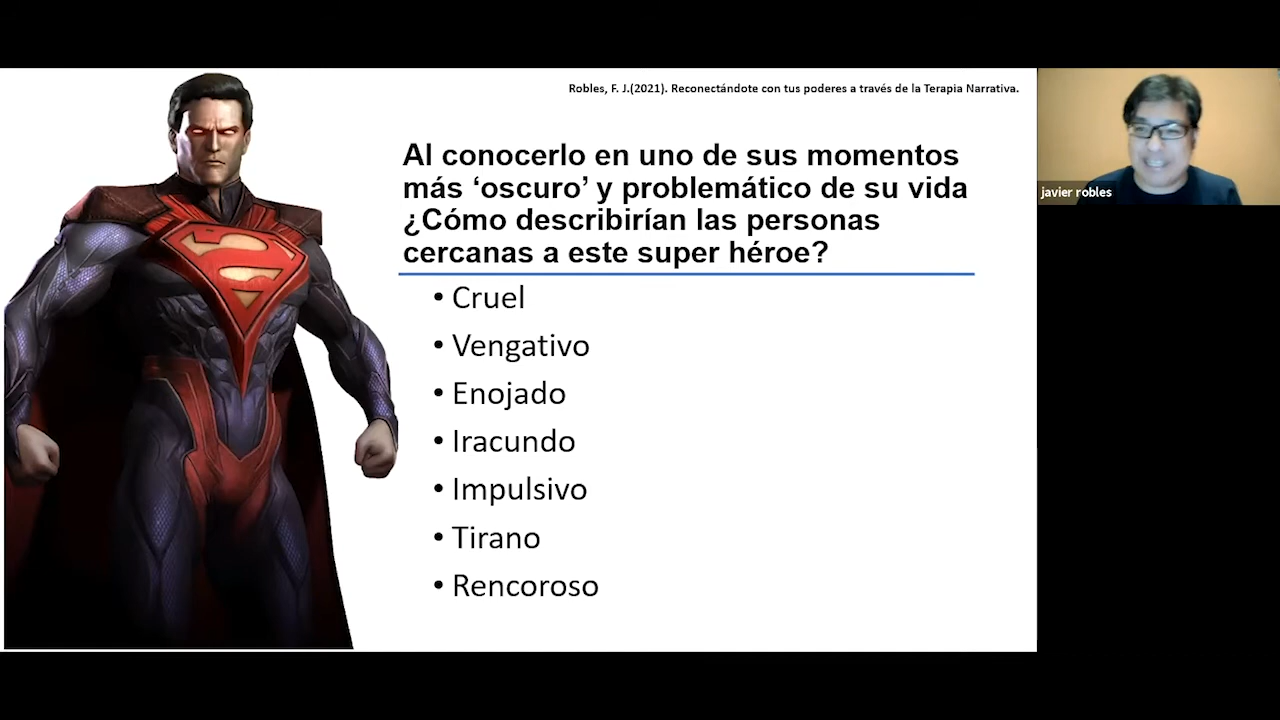 Robles, F. J.(2021). Reconectándote con tus poderes a través de la Terapia Narrativa.
Al conocerlo en uno de sus momentos
más ‘oscuro’ y problemático de su vida
¿Cómo describirían las personas
cercanas a este super héroe?
• Cruel
• Vengativo
• Enojado
• Iracundo
• Impulsivo
• Tirano
• Rencoroso
javier robles